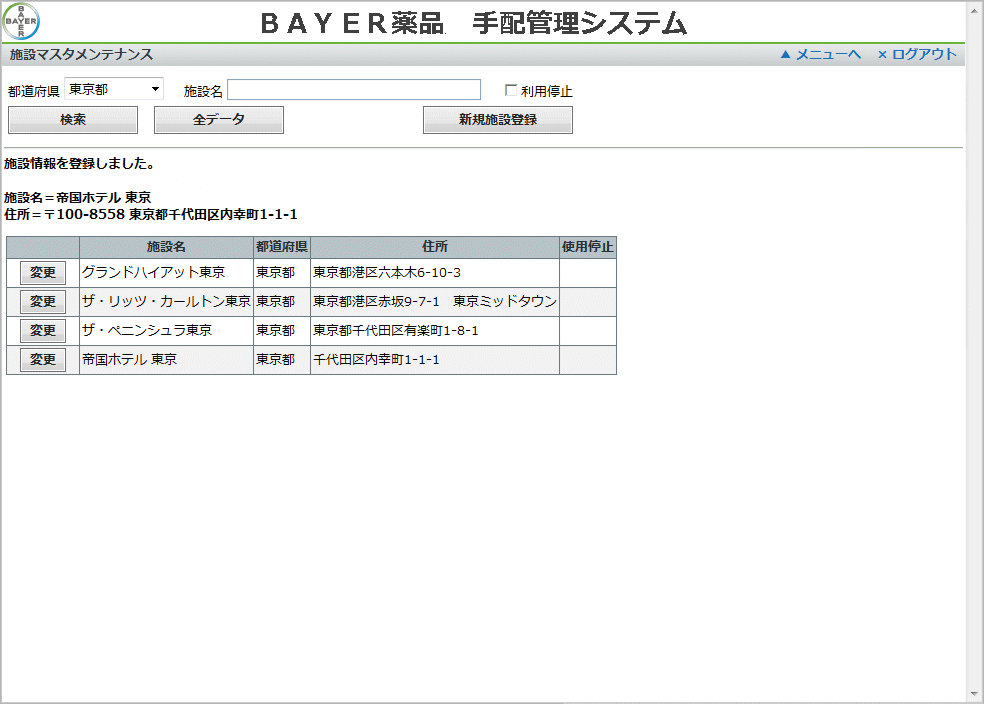 BAYER
BAYER
ＢＡＹＥＲ薬品　手配管理システム
施設マスタメンテナンス ▲ メニューへ × ログアウト
都道府県 東京都 施設名 利用停止
検索 全データ 新規施設登録
施設情報を登録しました。
施設名＝帝国ホテル 東京
住所＝〒100-8558 東京都千代田区内幸町1-1-1
施設名 都道府県 住所 使用停止
変更 グランドハイアット東京 東京都 東京都港区六本木6-10-3
変更 ザ・リッツ・カールトン東京 東京都 東京都港区赤坂9-7-1　東京ミッドタウン
変更 ザ・ペニンシュラ東京 東京都 東京都千代田区有楽町1-8-1
変更 帝国ホテル 東京 東京都 千代田区内幸町1-1-1